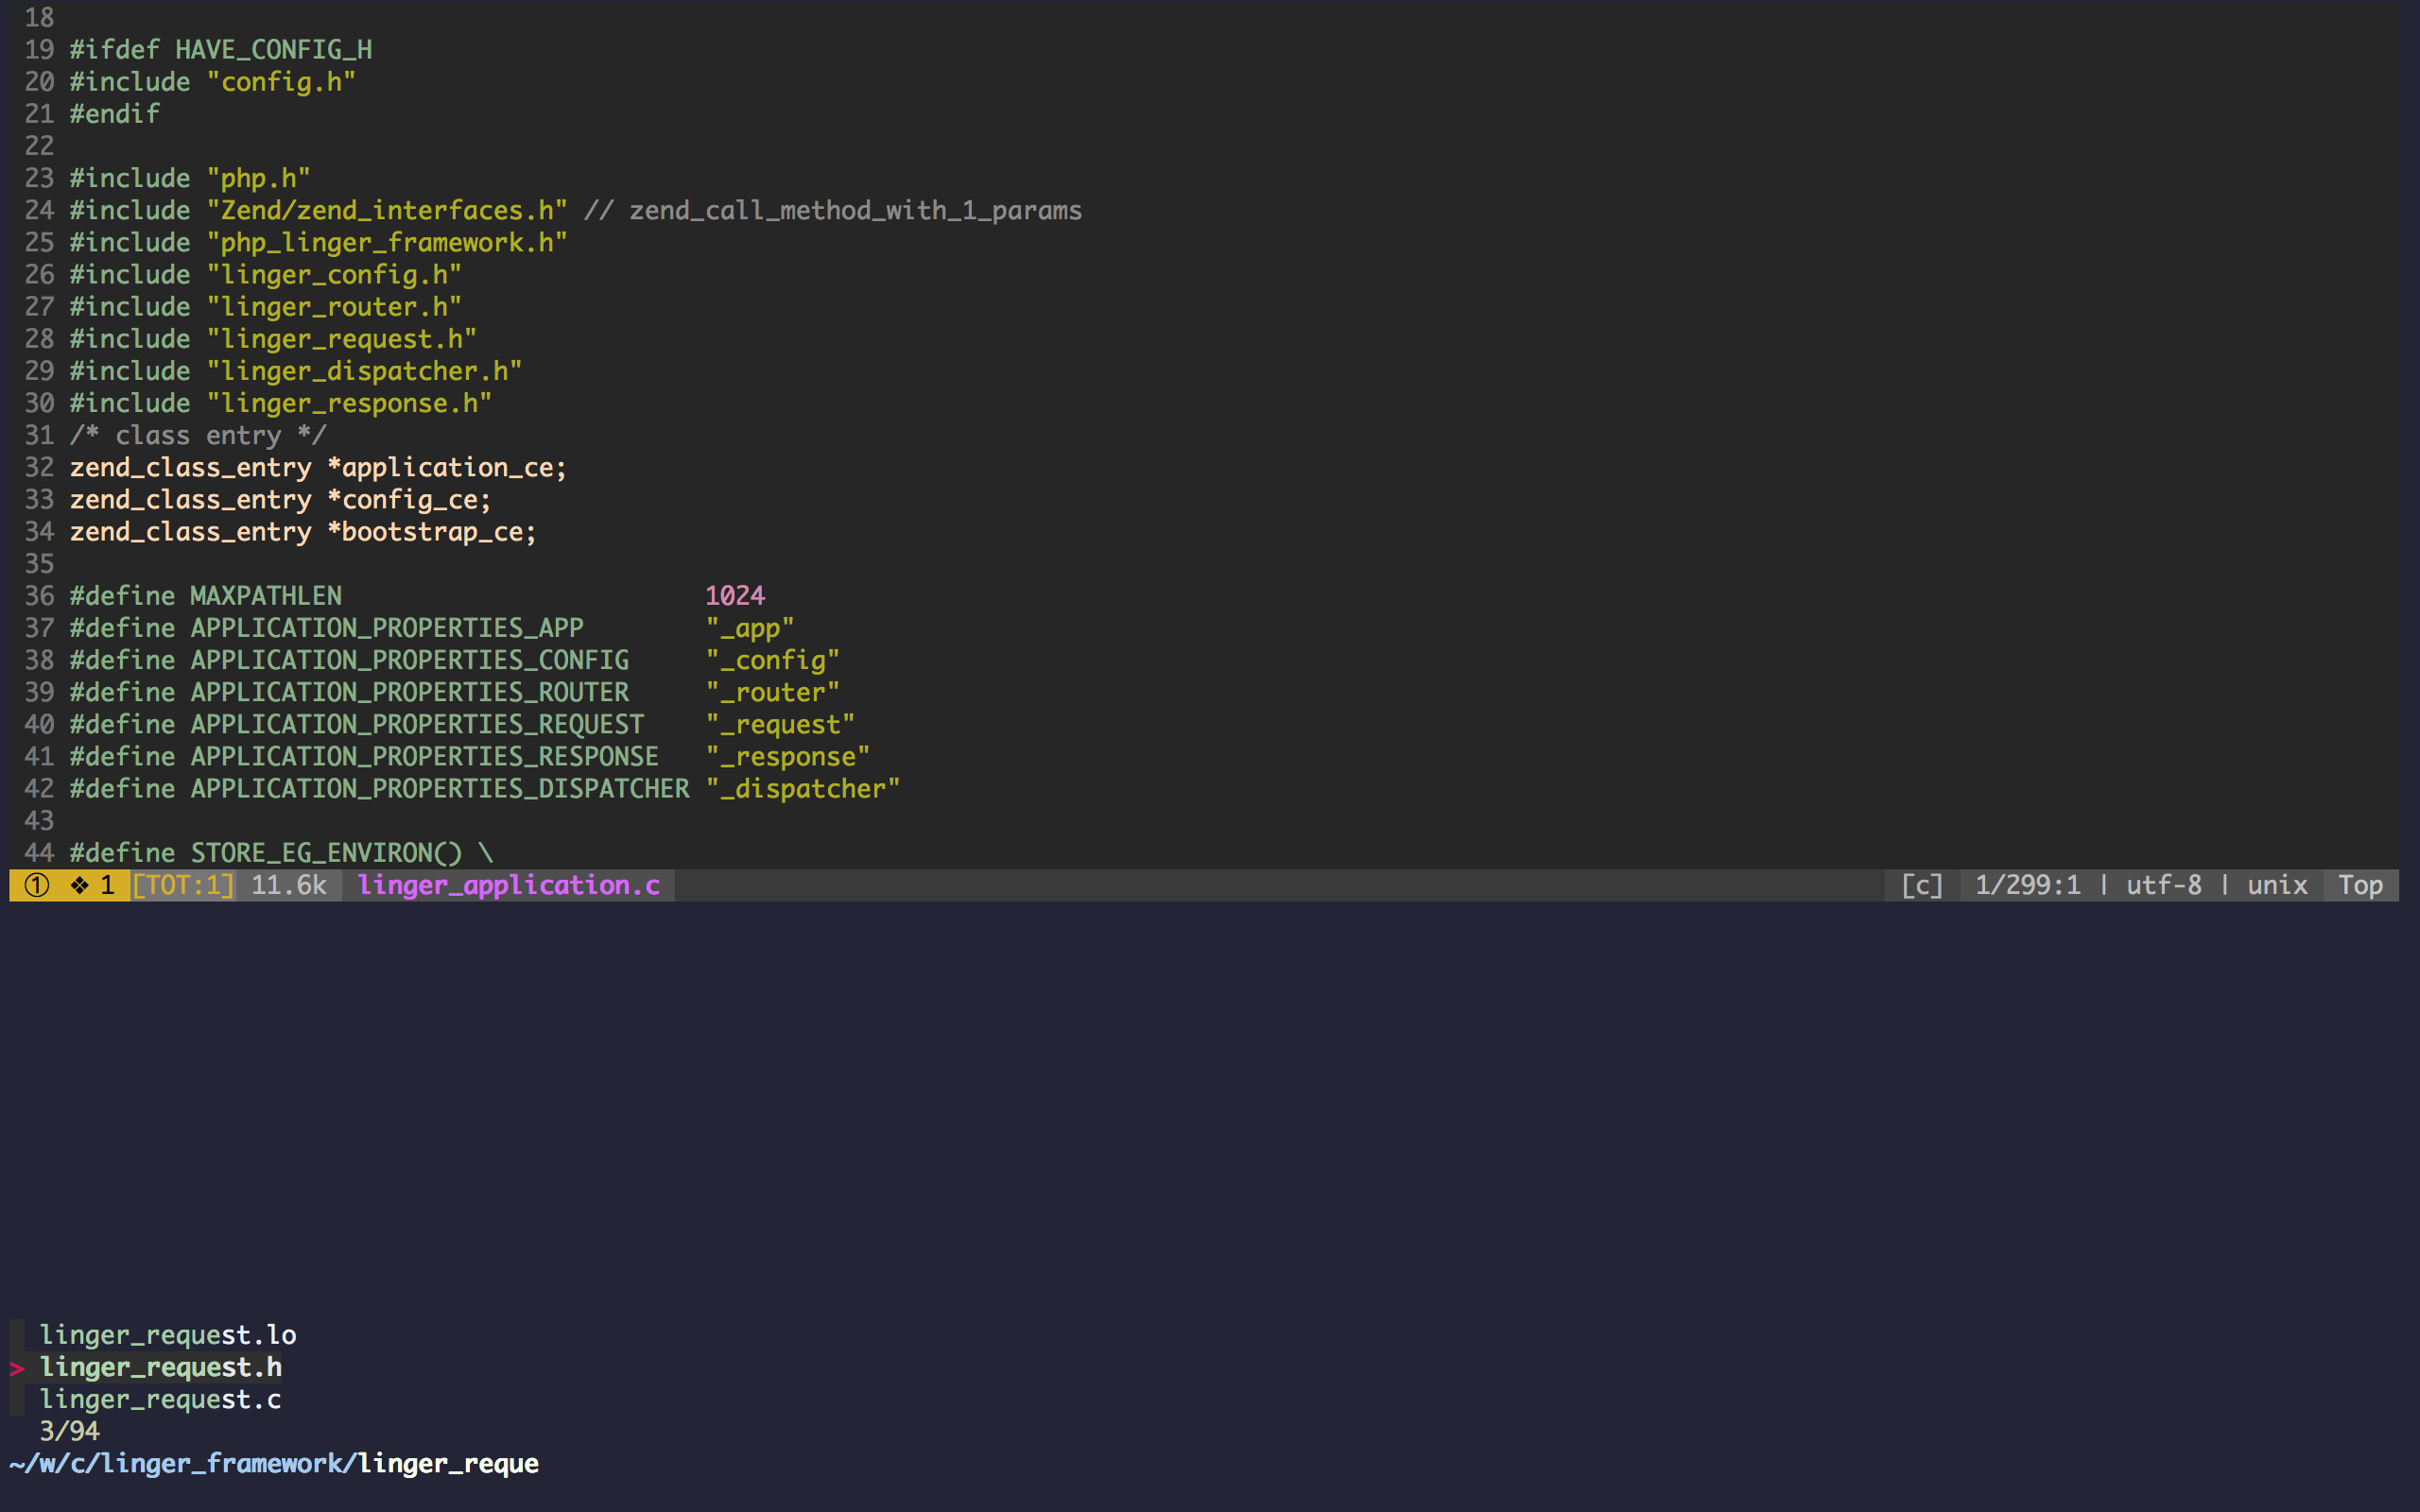 18
19 #ifdef HAVE_CONFIG_H
20 #include "config.h"
21 #endif
22
23 #include "php.h"
24 #include "Zend/zend_interfaces.h" // zend_call_method_with_1_params
25 #include "php_linger_framework.h"
26 #include "linger_config.h"
27 #include "linger_router.h"
28 #include "linger_request.h"
29 #include "linger_dispatcher.h"
30 #include "linger_response.h"
31 /* class entry */
32 zend_class_entry *application_ce;
33 zend_class_entry *config_ce;
34 zend_class_entry *bootstrap_ce;
35
36 #define MAXPATHLEN                        1024
37 #define APPLICATION_PROPERTIES_APP        "_app"
38 #define APPLICATION_PROPERTIES_CONFIG     "_config"
39 #define APPLICATION_PROPERTIES_ROUTER     "_router"
40 #define APPLICATION_PROPERTIES_REQUEST    "_request"
41 #define APPLICATION_PROPERTIES_RESPONSE   "_response"
42 #define APPLICATION_PROPERTIES_DISPATCHER "_dispatcher"
43
44 #define STORE_EG_ENVIRON() \
① ❖ 1 [TOT:1] 11.6k linger_application.c [c] 1/299:1 | utf-8 | unix Top
linger_request.lo
> linger_request.h
linger_request.c
3/94
~/w/c/linger_framework/linger_reque